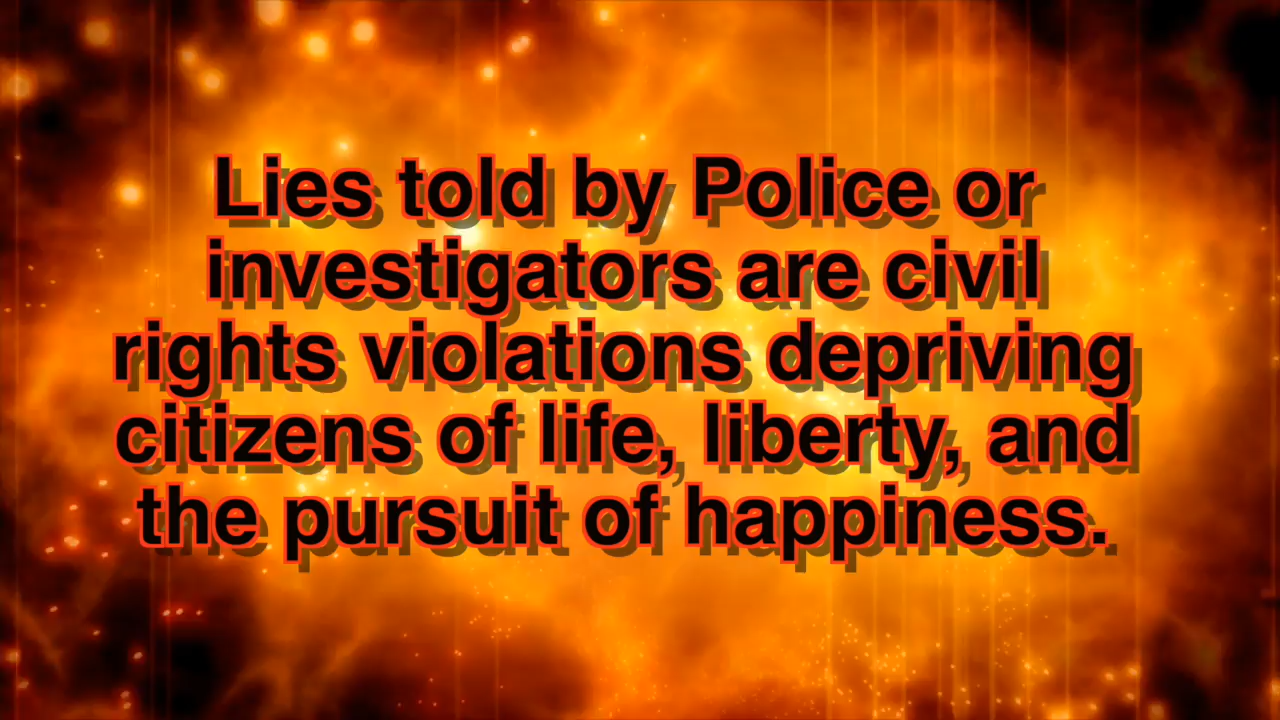 Lies told by Police or
investigators are civil
rights violations depriving
citizens of life, liberty, and
the pursuit of happiness.